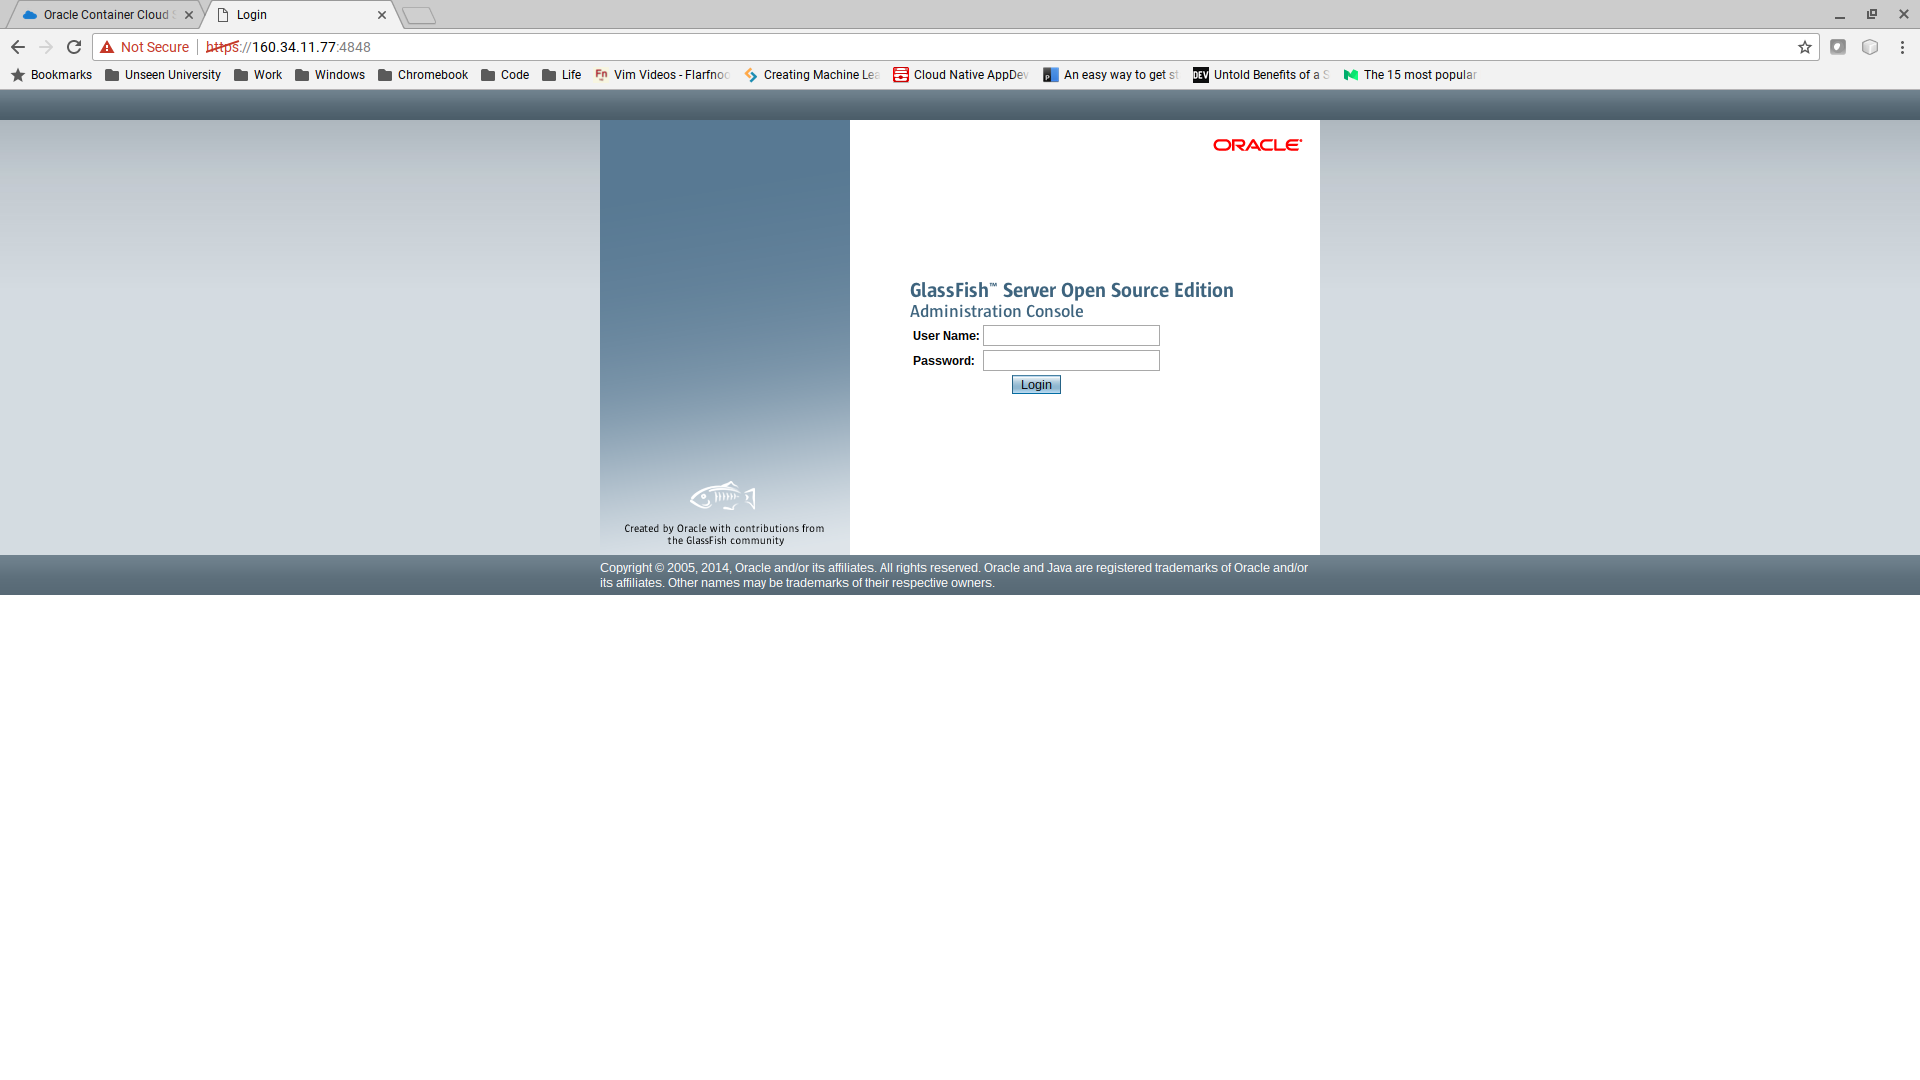 Oracle Container Cloud S
Login
Not Secure
https://160.34.11.77:4848
Bookmarks
Unseen University
Work
Windows
Chromebook
Code
Life
Fn Vim Videos - Flarfnoo
Creating Machine Lea
Cloud Native AppDev
An easy way to get st
DEV Untold Benefits of a S
The 15 most popular
ORACLE
GlassFish™ Server Open Source Edition
Administration Console
User Name:
Password:
Login
Created by Oracle with contributions from
the GlassFish community
Copyright © 2005, 2014, Oracle and/or its affiliates. All rights reserved. Oracle and Java are registered trademarks of Oracle and/or
its affiliates. Other names may be trademarks of their respective owners.